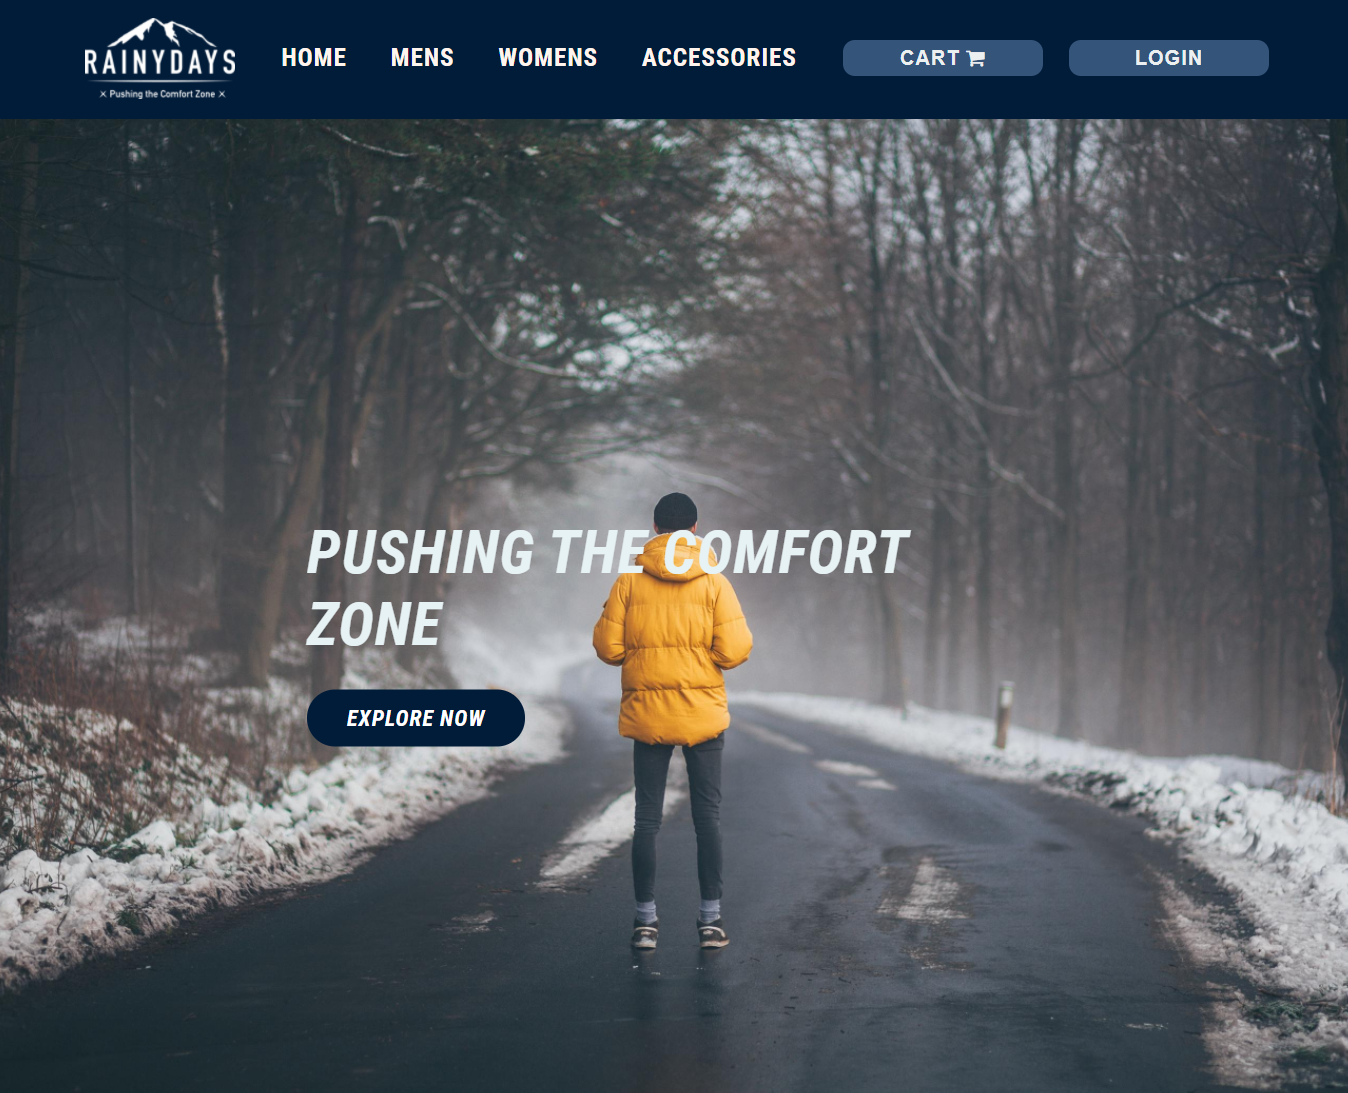 RAINYDAYS
× Pushing the Comfort Zone ×
HOME MENS WOMENS ACCESSORIES CART LOGIN
PUSHING THE COMFORT
ZONE
EXPLORE NOW